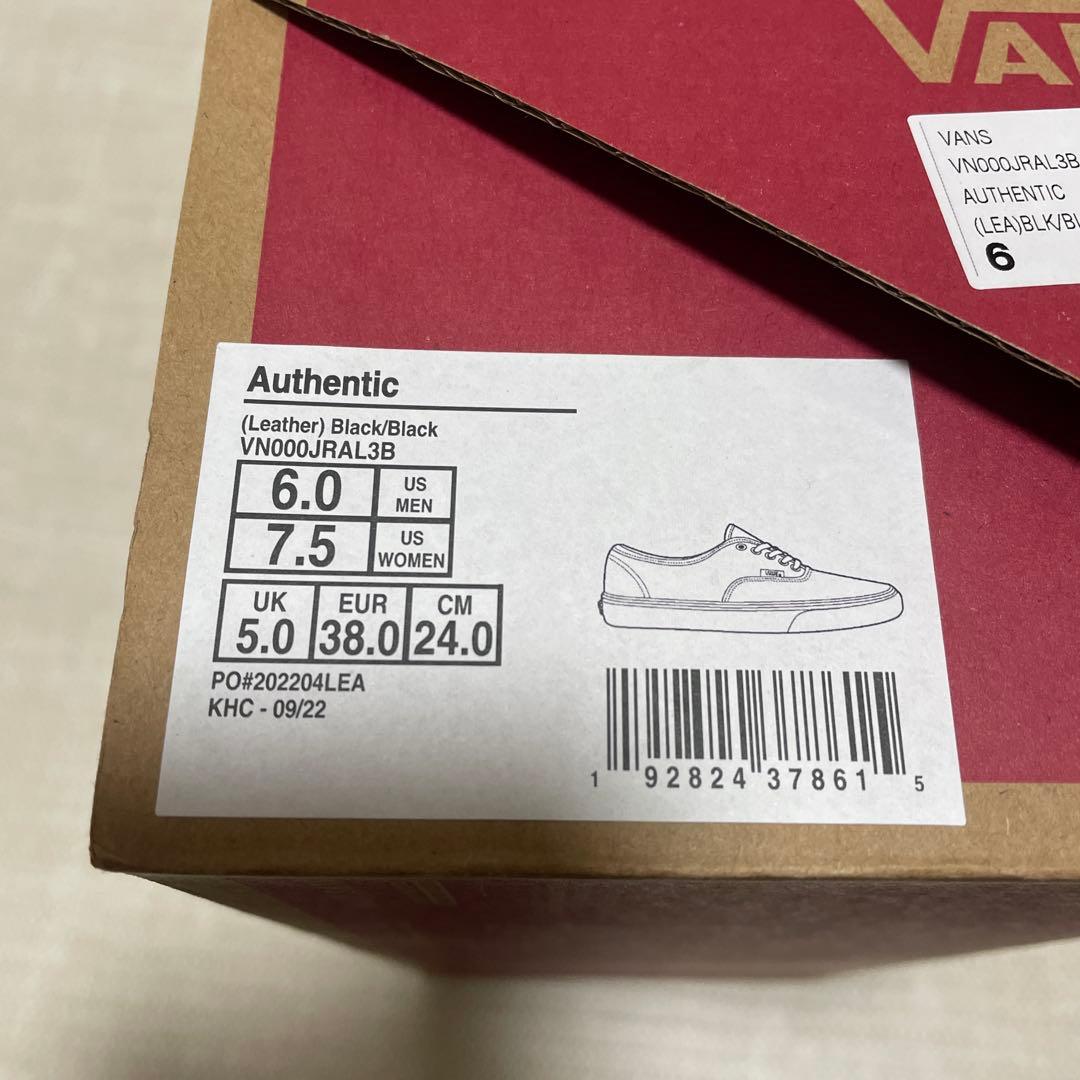 VANS
VN000JRAL3B
AUTHENTIC
(LEA)BLK/
6
Authentic
(Leather) Black/Black
VN000JRAL3B
6.0 US MEN
7.5 US WOMEN
UK EUR CM
5.0 38.0 24.0
PO#202204LEA
KHC - 09/22
1 92824 37861 5